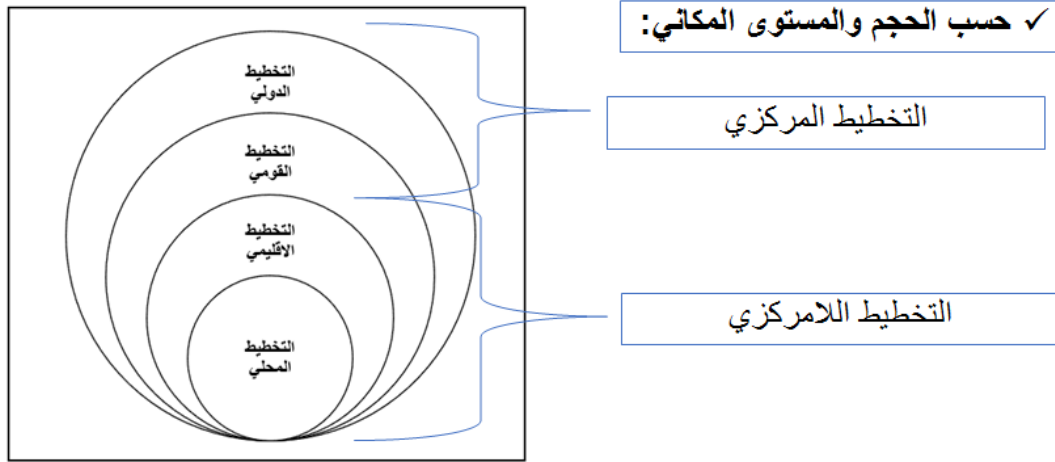 ✓ حسب الحجم والمستوى المكاني:
التخطيط المركزي
التخطيط اللامركزي
التخطيط
الدولي
التخطيط
القومي
التخطيط
الاقليمي
التخطيط
المحلي